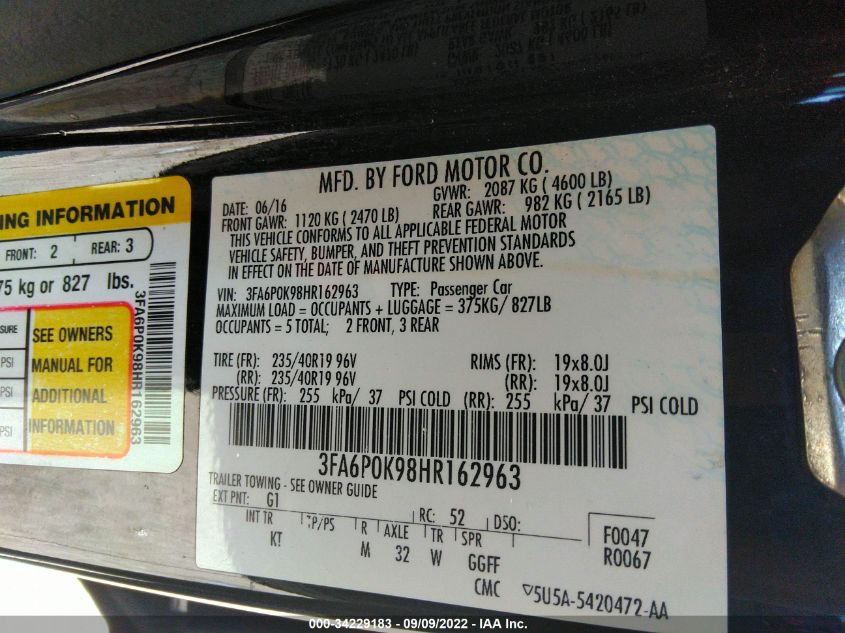 MFD. BY FORD MOTOR CO.
DATE: 06/16 GVWR: 2087 KG ( 4600 LB)
FRONT GAWR: 1120 KG ( 2470 LB) REAR GAWR: 982 KG ( 2165 LB)
THIS VEHICLE CONFORMS TO ALL APPLICABLE FEDERAL MOTOR
VEHICLE SAFETY, BUMPER, AND THEFT PREVENTION STANDARDS
IN EFFECT ON THE DATE OF MANUFACTURE SHOWN ABOVE.
VIN: 3FA6P0K98HR162963 TYPE: Passenger Car
MAXIMUM LOAD = OCCUPANTS + LUGGAGE = 375KG/ 827LB
OCCUPANTS = 5 TOTAL; 2 FRONT, 3 REAR
TIRE (FR): 235/40R19 96V RIMS (FR): 19x8.0J
(RR): 235/40R19 96V (RR): 19x8.0J
PRESSURE (FR): 255 kPa/ 37 PSI COLD (RR): 255 kPa/ 37 PSI COLD
3FA6P0K98HR162963
TRAILER TOWING - SEE OWNER GUIDE
EXT PNT: G1 RC: 52 DSO:
INT TR TP/PS R AXLE TR SPR
KT M 32 W GGFF
CMC
F0047
R0067
▽5U5A-5420472-AA
INFORMATION
FRONT: 2 REAR: 3
kg or 827 lbs.
SEE OWNERS
MANUAL FOR
ADDITIONAL
INFORMATION
PSI
PSI
PSI
3FA6P0K98HR162963
000-34229183 - 09/09/2022 - IAA Inc.